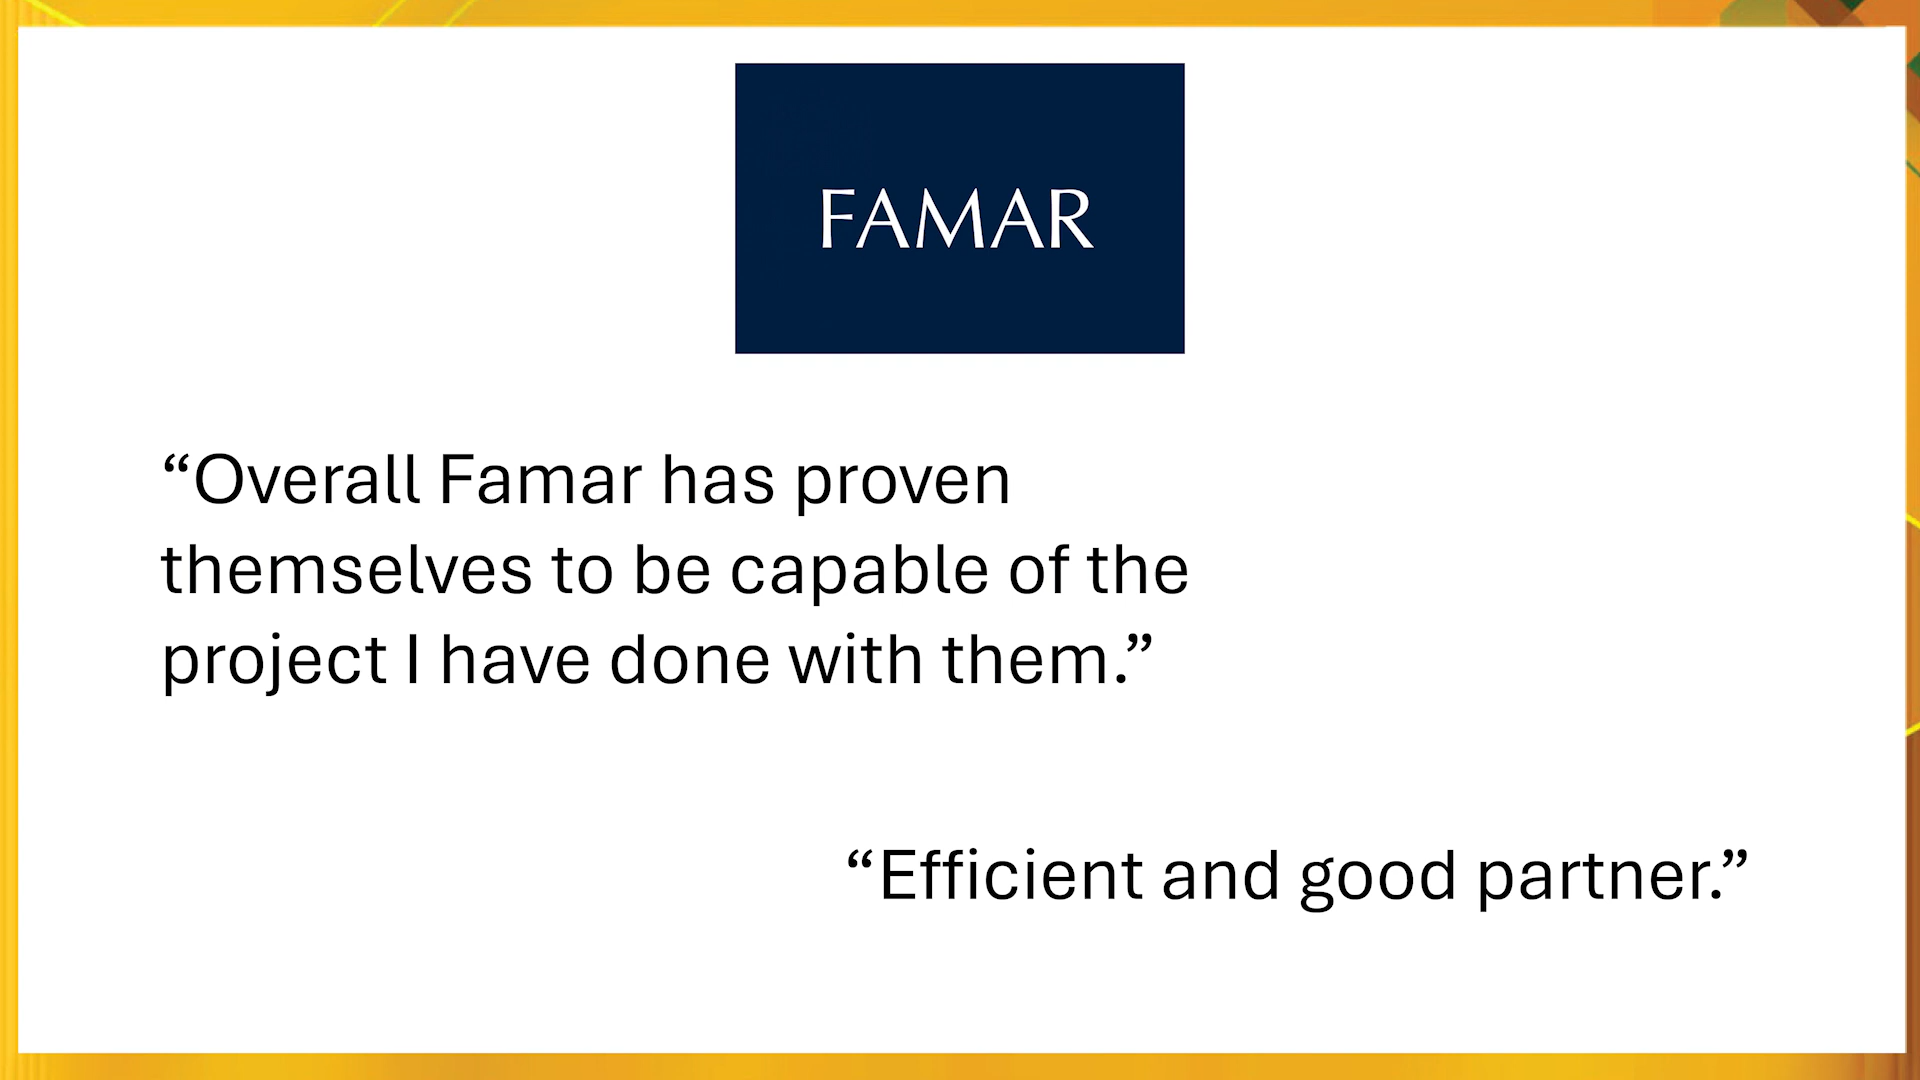 FAMAR
“Overall Famar has proven
themselves to be capable of the
project I have done with them.”
“Efficient and good partner.”